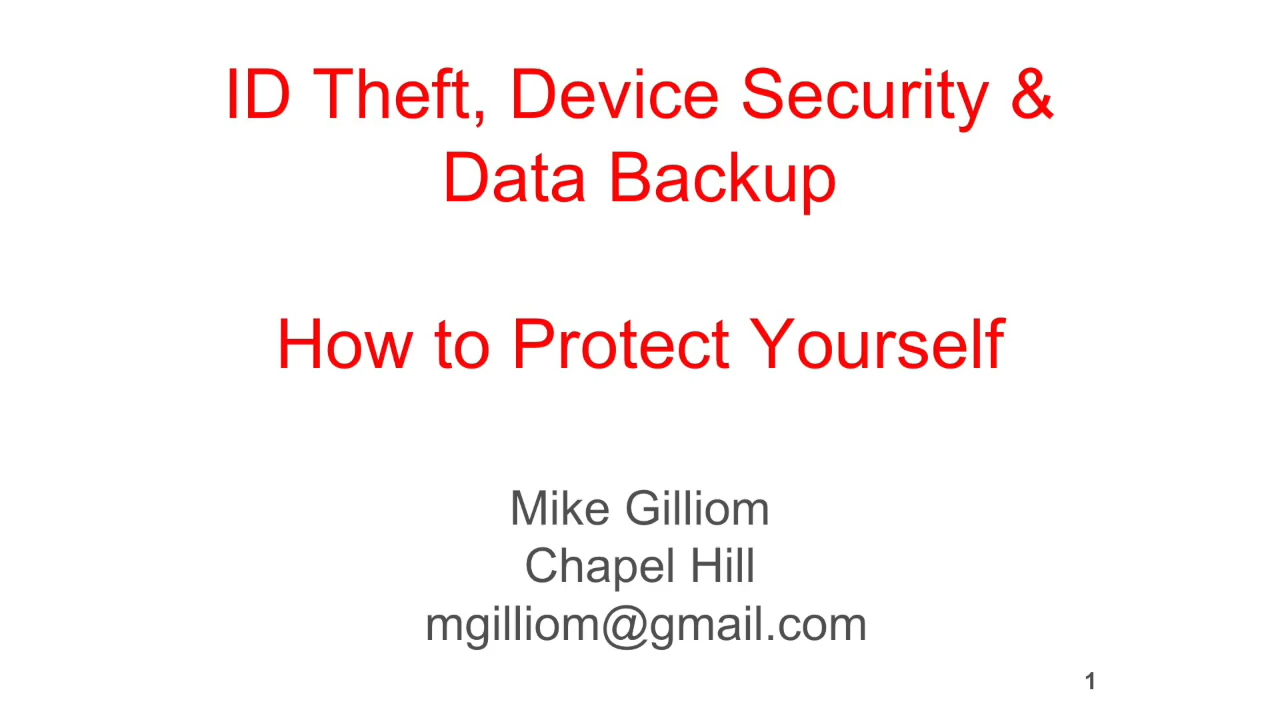 ID Theft, Device Security &
Data Backup
How to Protect Yourself
Mike Gilliom
Chapel Hill
mgilliom@gmail.com
1